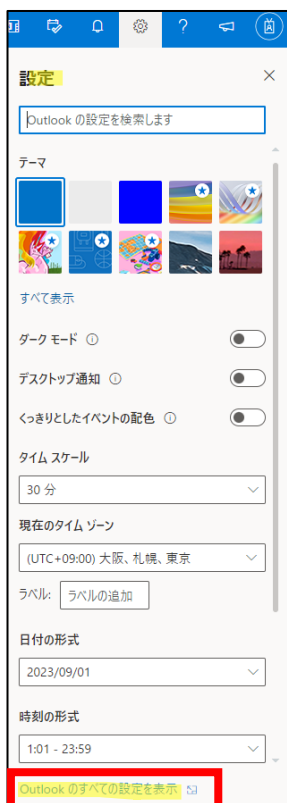 設定
Outlook の設定を検索します
テーマ
すべて表示
ダーク モード
デスクトップ通知
くっきりとしたイベントの配色
タイム スケール
30 分
現在のタイム ゾーン
(UTC+09:00) 大阪、札幌、東京
ラベル: ラベルの追加
日付の形式
2023/09/01
時刻の形式
1:01 - 23:59
Outlook のすべての設定を表示